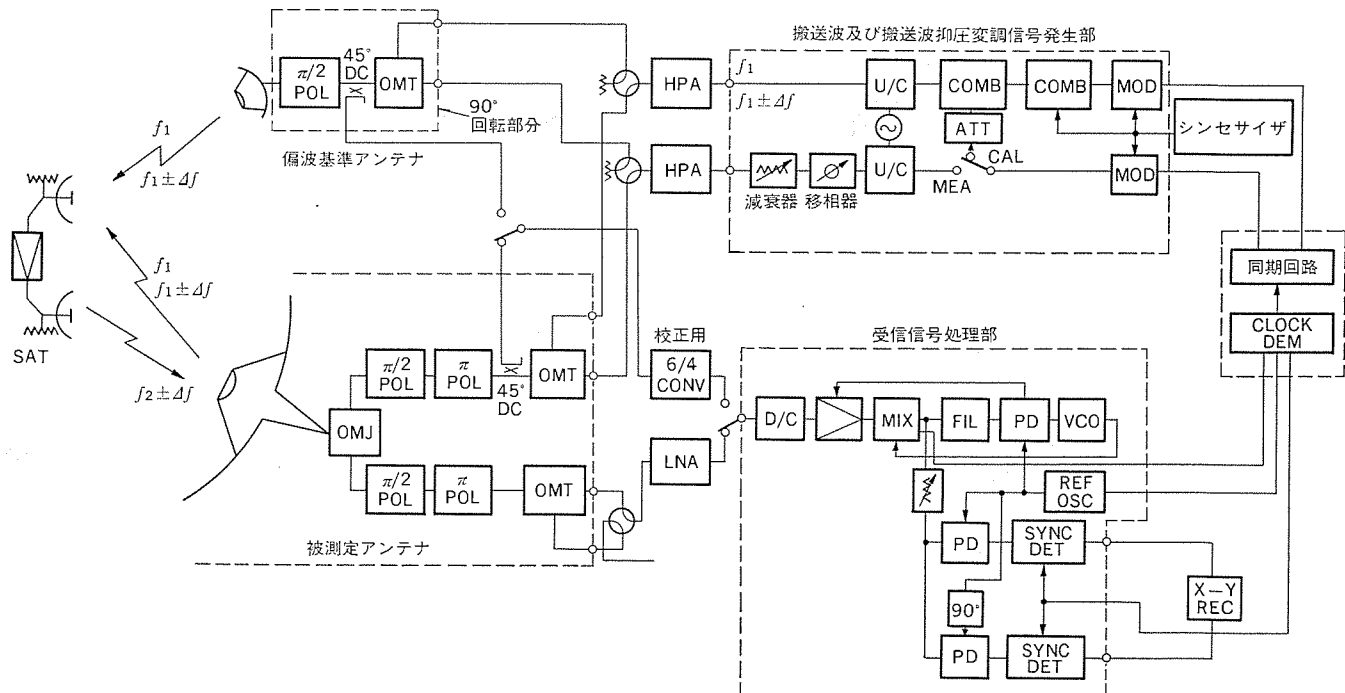 搬送波及び搬送波抑圧変調信号発生部
π/2
POL
45°
DC
OMT
90°
回転部分
偏波基準アンテナ
f1
f1±Δf
HPA
HPA
f1
f1±Δf
U/C
COMB
COMB
MOD
ATT
シンセサイザ
CAL
MEA
減衰器
移相器
U/C
MOD
同期回路
CLOCK
DEM
SAT
f1
f1±Δf
f2±Δf
π/2
POL
π
POL
45°
DC
OMT
OMJ
π/2
POL
π
POL
OMT
被測定アンテナ
校正用
6/4
CONV
LNA
受信信号処理部
D/C
MIX
FIL
PD
VCO
REF
OSC
PD
SYNC
DET
90°
PD
SYNC
DET
X-Y
REC